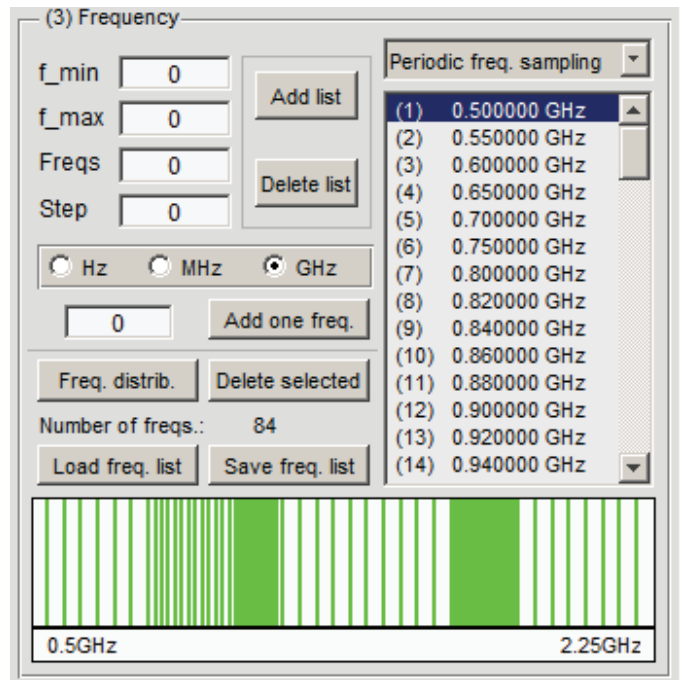 (3) Frequency
f_min 0
f_max 0
Freqs 0
Step 0
Add list
Delete list
Hz MHz GHz
0 Add one freq.
Freq. distrib. Delete selected
Number of freqs.: 84
Load freq. list Save freq. list
Periodic freq. sampling
(1) 0.500000 GHz
(2) 0.550000 GHz
(3) 0.600000 GHz
(4) 0.650000 GHz
(5) 0.700000 GHz
(6) 0.750000 GHz
(7) 0.800000 GHz
(8) 0.820000 GHz
(9) 0.840000 GHz
(10) 0.860000 GHz
(11) 0.880000 GHz
(12) 0.900000 GHz
(13) 0.920000 GHz
(14) 0.940000 GHz
0.5GHz 2.25GHz